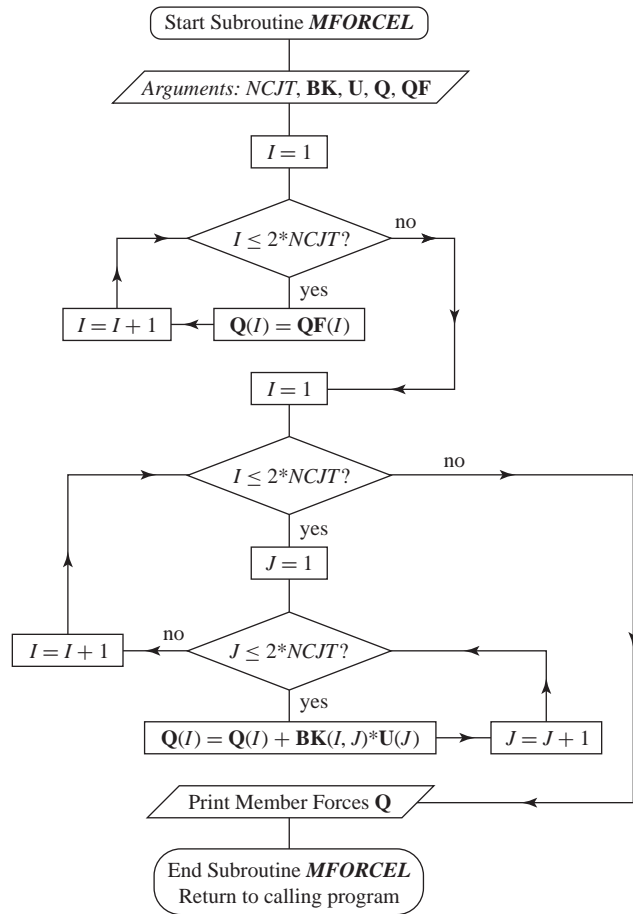 Start Subroutine MFORCEL
Arguments: NCJT, BK, U, Q, QF
I = 1
I ≤ 2*NCJT?
no
yes
I = I + 1
Q(I) = QF(I)
I = 1
I ≤ 2*NCJT?
no
yes
J = 1
no
I = I + 1
J ≤ 2*NCJT?
yes
Q(I) = Q(I) + BK(I, J)*U(J)
J = J + 1
Print Member Forces Q
End Subroutine MFORCEL
Return to calling program